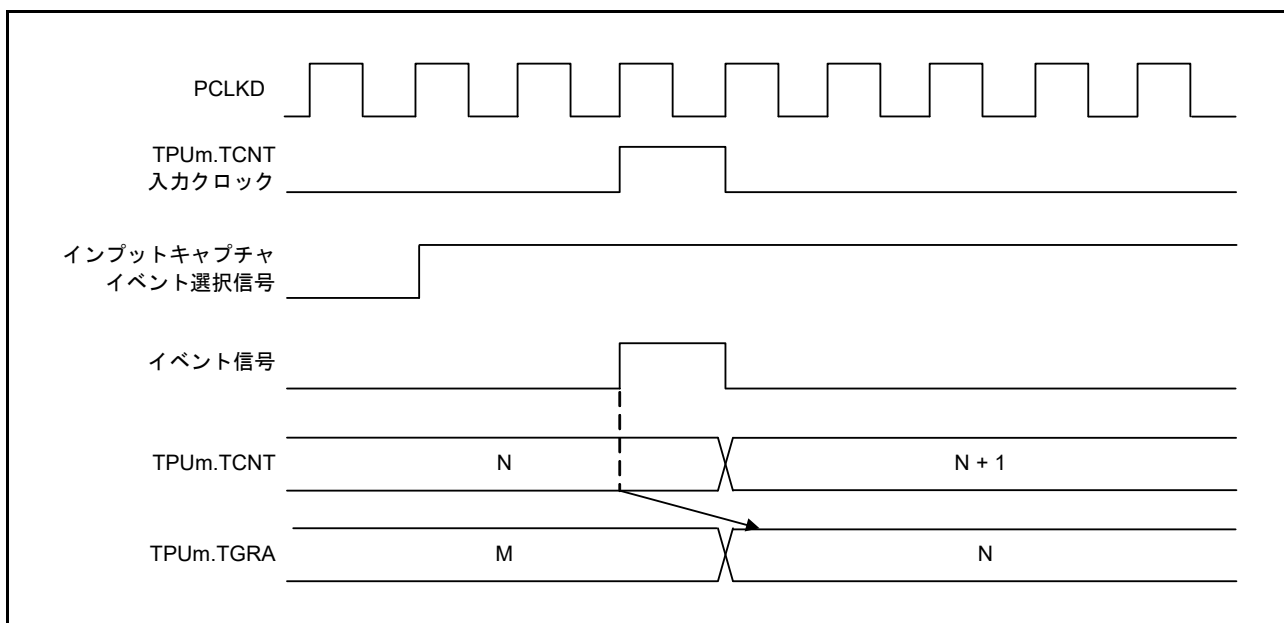 PCLKD
TPUm.TCNT
入力クロック
インプットキャプチャ
イベント選択信号
イベント信号
TPUm.TCNT
N
N + 1
TPUm.TGRA
M
N